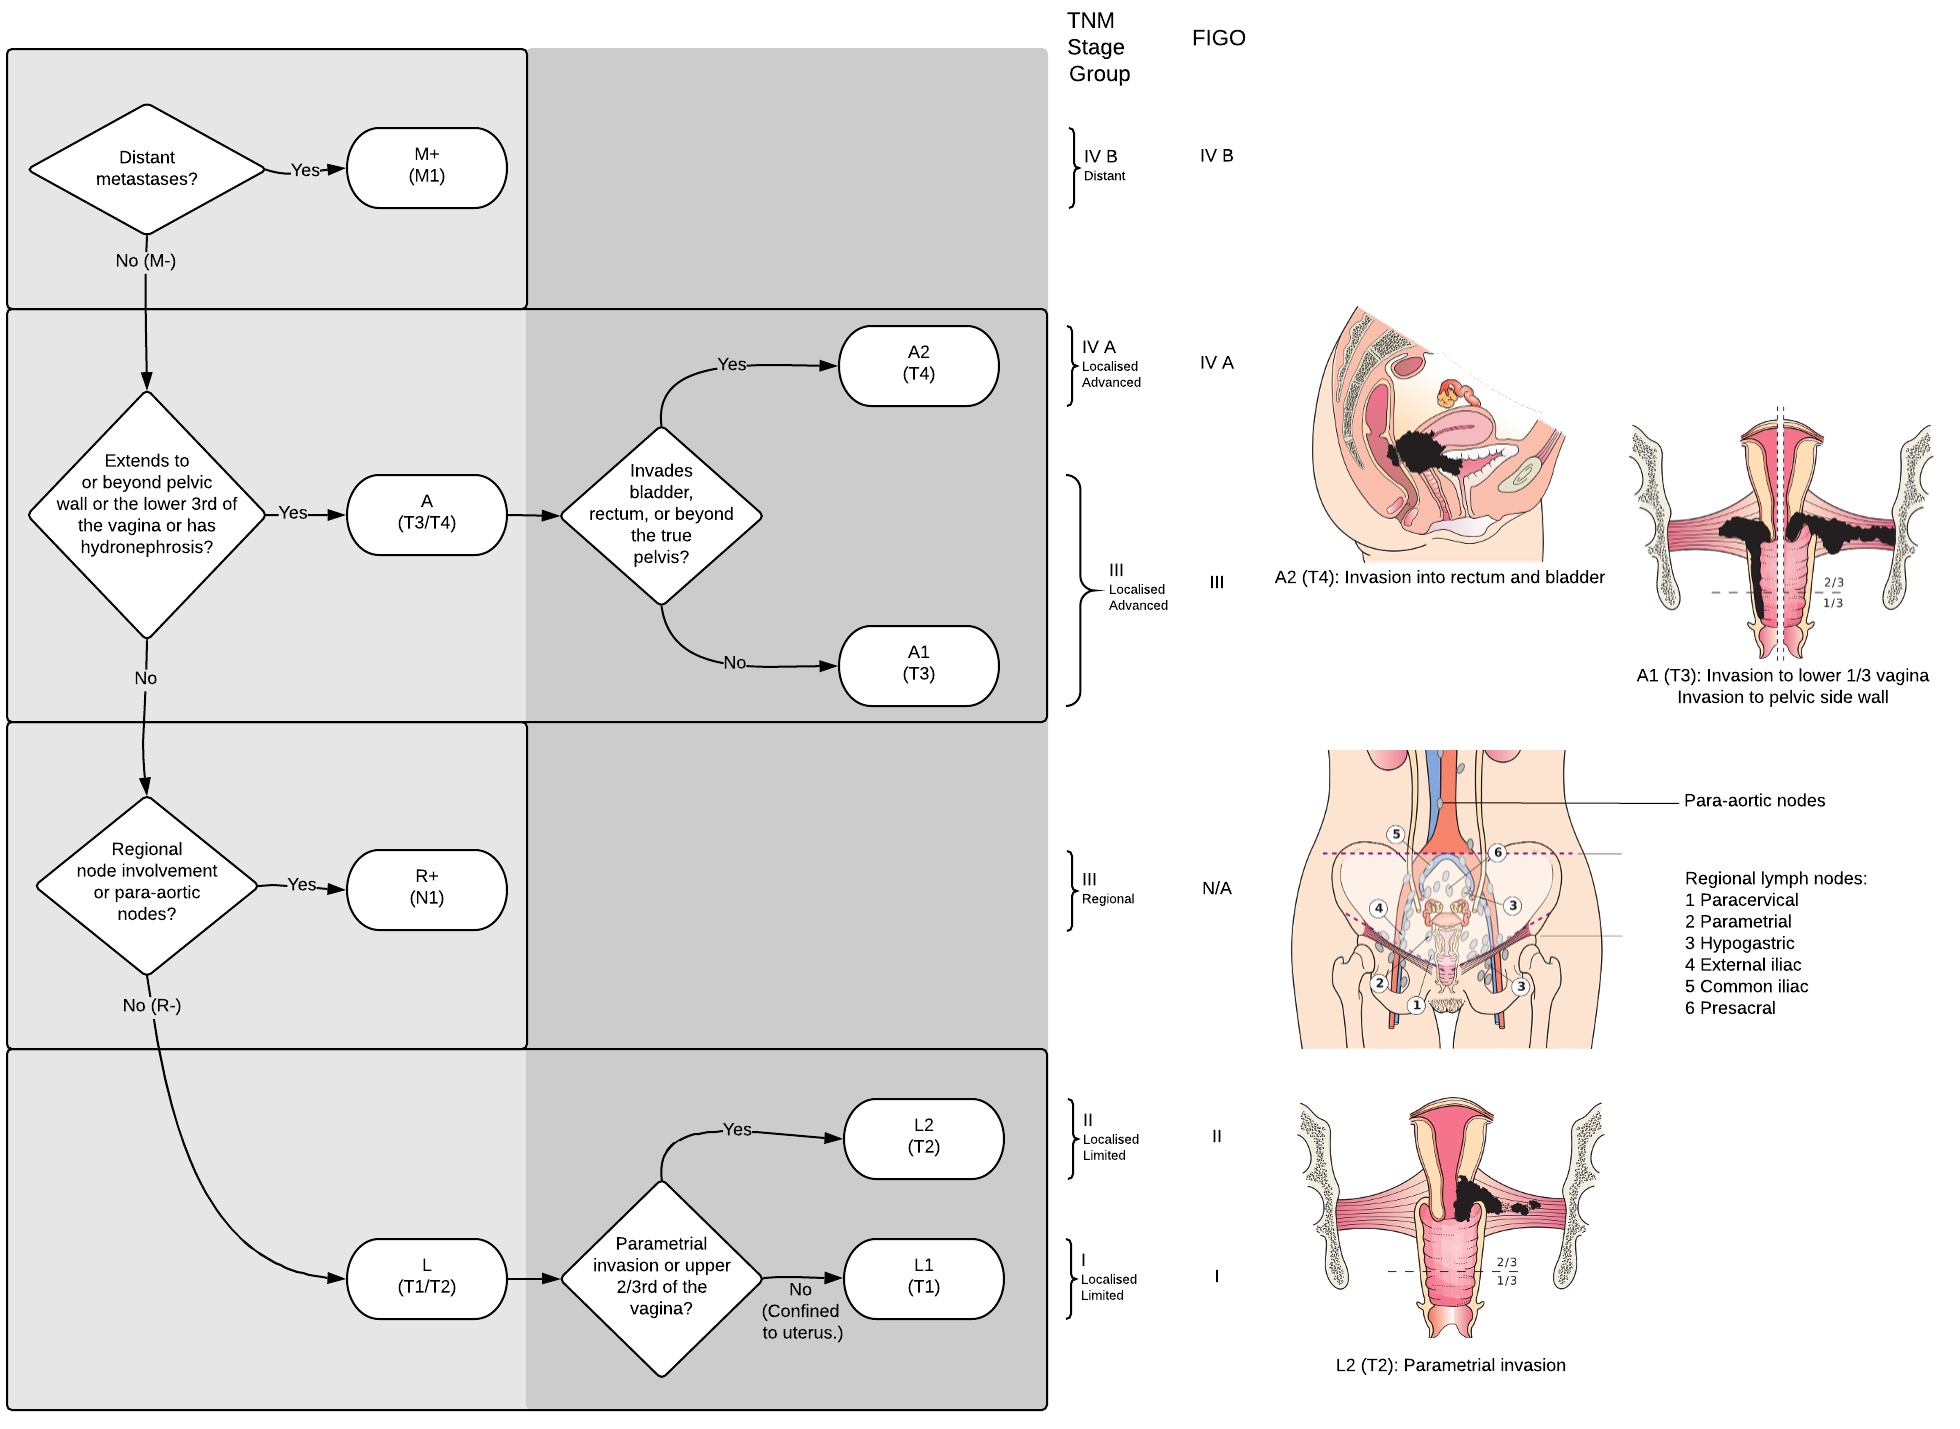 TNM
Stage
Group
FIGO
Distant
metastases?
Yes
M+
(M1)
IV B
Distant
IV B
No (M-)
Extends to
or beyond pelvic
wall or the lower 3rd of
the vagina or has
hydronephrosis?
Yes
A
(T3/T4)
Invades
bladder,
rectum, or beyond
the true
pelvis?
Yes
A2
(T4)
IV A
Localised
Advanced
IV A
No
A1
(T3)
III
Localised
Advanced
III
A2 (T4): Invasion into rectum and bladder
2/3
1/3
A1 (T3): Invasion to lower 1/3 vagina
Invasion to pelvic side wall
No
Regional
node involvement
or para-aortic
nodes?
Yes
R+
(N1)
III
Regional
N/A
5
6
4
3
2
3
1
Para-aortic nodes
Regional lymph nodes:
1 Paracervical
2 Parametrial
3 Hypogastric
4 External iliac
5 Common iliac
6 Presacral
No (R-)
L
(T1/T2)
Parametrial
invasion or upper
2/3rd of the
vagina?
Yes
L2
(T2)
II
Localised
Limited
II
No
(Confined
to uterus.)
L1
(T1)
I
Localised
Limited
I
2/3
1/3
L2 (T2): Parametrial invasion